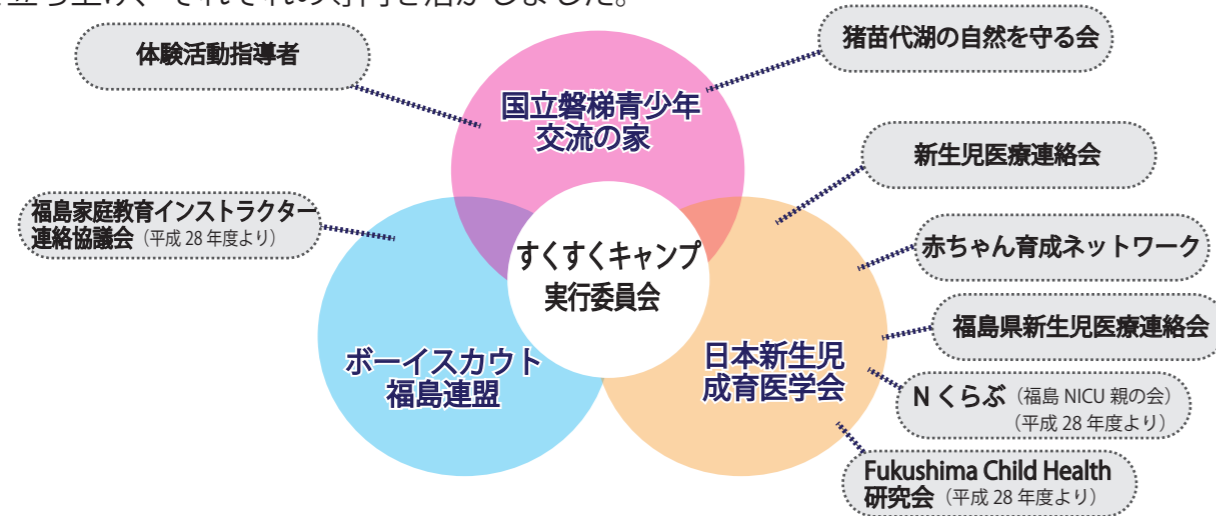 体験活動指導者
猪苗代湖の自然を守る会
国立磐梯青少年
交流の家
新生児医療連絡会
福島家庭教育インストラクター
連絡協議会（平成 28 年度より）
赤ちゃん育成ネットワーク
すくすくキャンプ
実行委員会
福島県新生児医療連絡会
ボーイスカウト
福島連盟
日本新生児
成育医学会
N くらぶ（福島 NICU 親の会）
（平成 28 年度より）
Fukushima Child Health
研究会（平成 28 年度より）